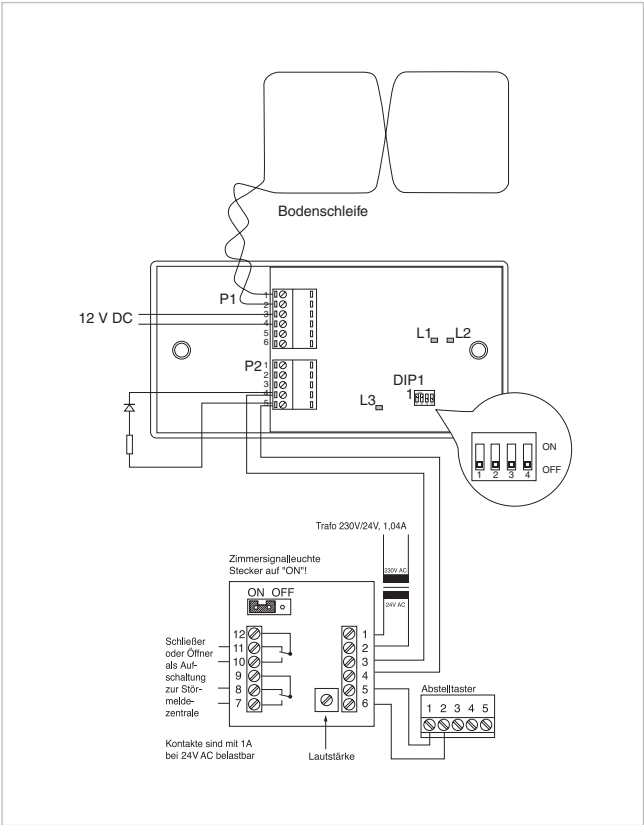 Bodenschleife
P1
1
2
3
4
5
6
12 V DC
L1
L2
P2
1
2
3
4
5
DIP1
1
L3
ON
OFF
1 2 3 4
Trafo 230V/24V, 1,04A
230V AC
24V AC
Zimmersignalleuchte
Stecker auf "ON"!
ON OFF
12
11
10
9
8
7
1
2
3
4
5
6
Schließer
oder Öffner
als Auf-
schaltung
zur Stör-
melde-
zentrale
Abstelltaster
1 2 3 4 5
Kontakte sind mit 1A
bei 24V AC belastbar
Lautstärke